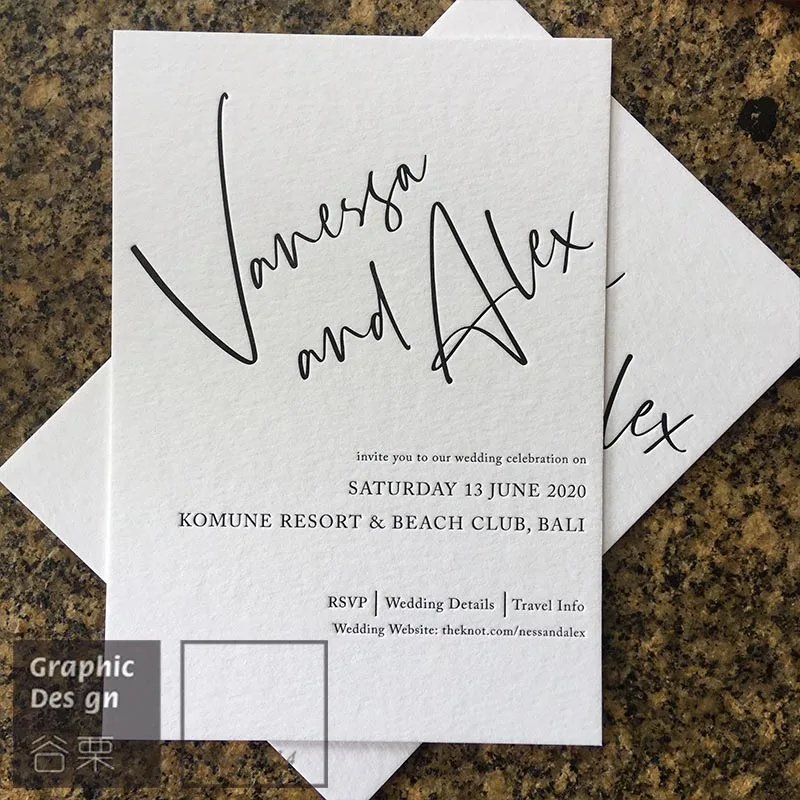 Vanessa
and Alex
lex
invite you to our wedding celebration on
SATURDAY 13 JUNE 2020
KOMUNE RESORT & BEACH CLUB, BALI
RSVP | Wedding Details | Travel Info
Wedding Website: theknot.com/nessandalex
Graphic
Des gn
谷栗